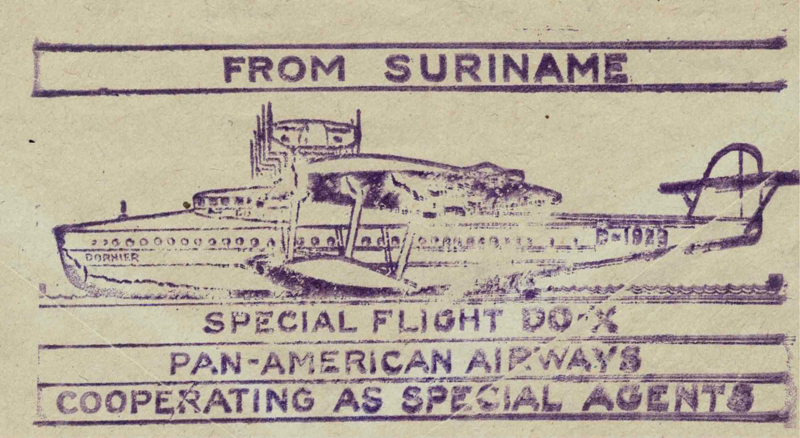 FROM SURINAME
D-1929
DORNIER
SPECIAL FLIGHT DO-X
PAN-AMERICAN AIRWAYS
COOPERATING AS SPECIAL AGENTS